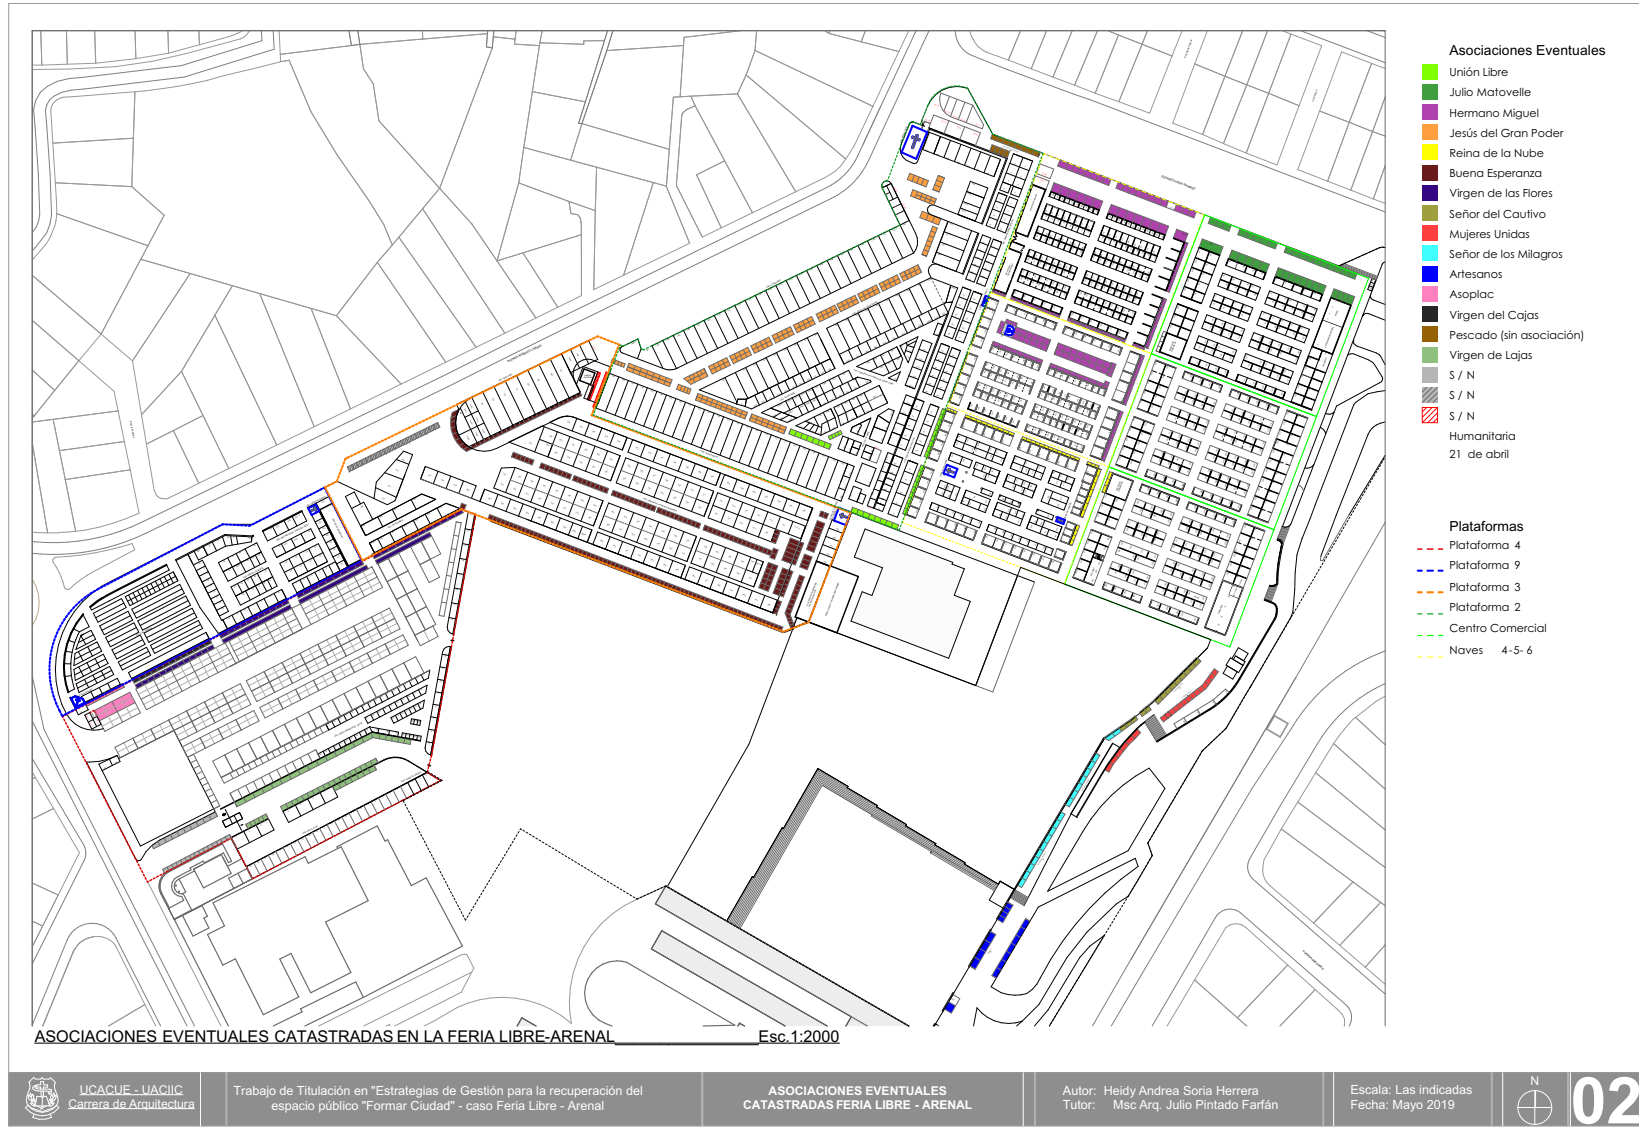 Asociaciones Eventuales
Unión Libre
Julio Matovelle
Hermano Miguel
Jesús del Gran Poder
Reina de la Nube
Buena Esperanza
Virgen de las Flores
Señor del Cautivo
Mujeres Unidas
Señor de los Milagros
Artesanos
Asoplac
Virgen del Cajas
Pescado (sin asociación)
Virgen de Lajas
S / N
S / N
S / N
Humanitaria
21 de abril
Plataformas
Plataforma 4
Plataforma 9
Plataforma 3
Plataforma 2
Centro Comercial
Naves 4-5-6
ASOCIACIONES EVENTUALES CATASTRADAS EN LA FERIA LIBRE-ARENAL________________Esc.1:2000
UCACUE - UACIIC
Carrera de Arquitectura
Trabajo de Titulación en "Estrategias de Gestión para la recuperación del
espacio público "Formar Ciudad" - caso Feria Libre - Arenal
ASOCIACIONES EVENTUALES
CATASTRADAS FERIA LIBRE - ARENAL
Autor: Heidy Andrea Soria Herrera
Tutor: Msc Arq. Julio Pintado Farfán
Escala: Las indicadas
Fecha: Mayo 2019
N
02